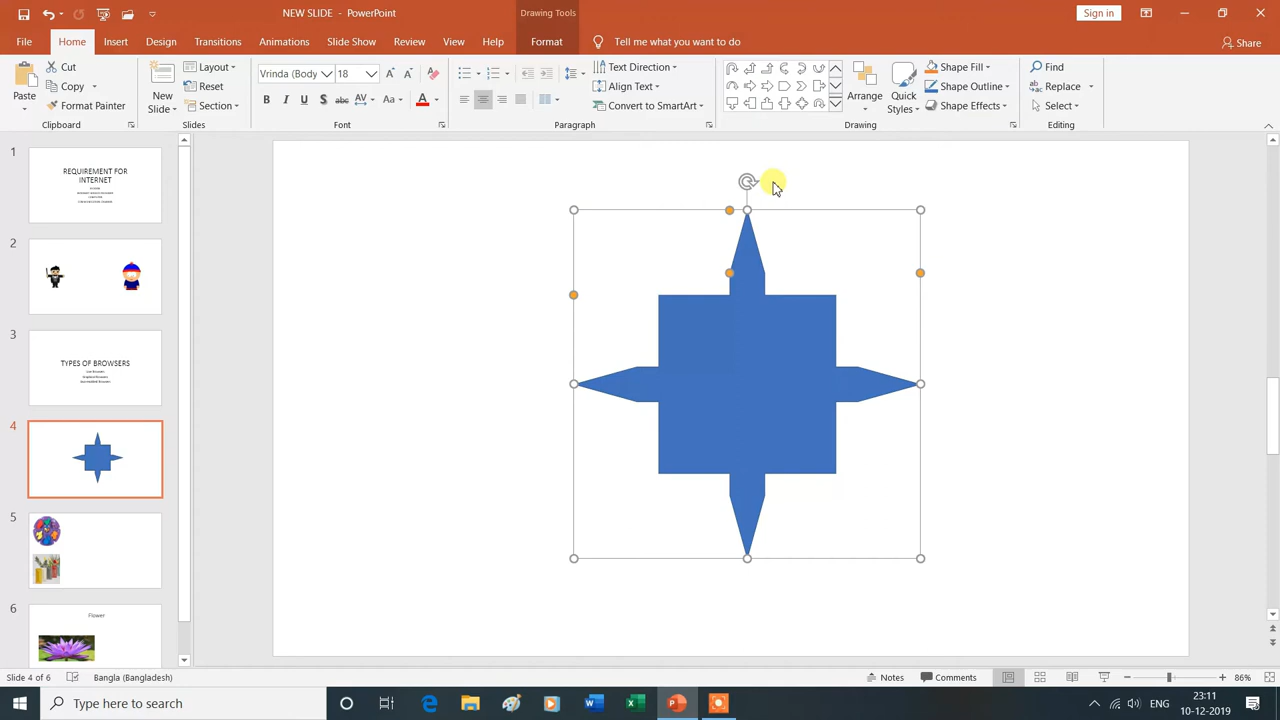 NEW SLIDE - PowerPoint
Drawing Tools
Sign in
File Home Insert Design Transitions Animations Slide Show Review View Help Format Tell me what you want to do Share
Paste
Cut
Copy
Format Painter
Clipboard
New Slide
Layout
Reset
Section
Slides
Vrinda (Body 18
B I U S abc AV Aa A
Font
Text Direction
Align Text
Convert to SmartArt
Paragraph
Arrange
Quick Styles
Shape Fill
Shape Outline
Shape Effects
Drawing
Find
Replace
Select
Editing
1
REQUIREMENT FOR
INTERNET
2
3
TYPES OF BROWSERS
4
5
6
Flower
Slide 4 of 6 Bangla (Bangladesh) Notes Comments 86%
Type here to search
ENG
23:11
10-12-2019